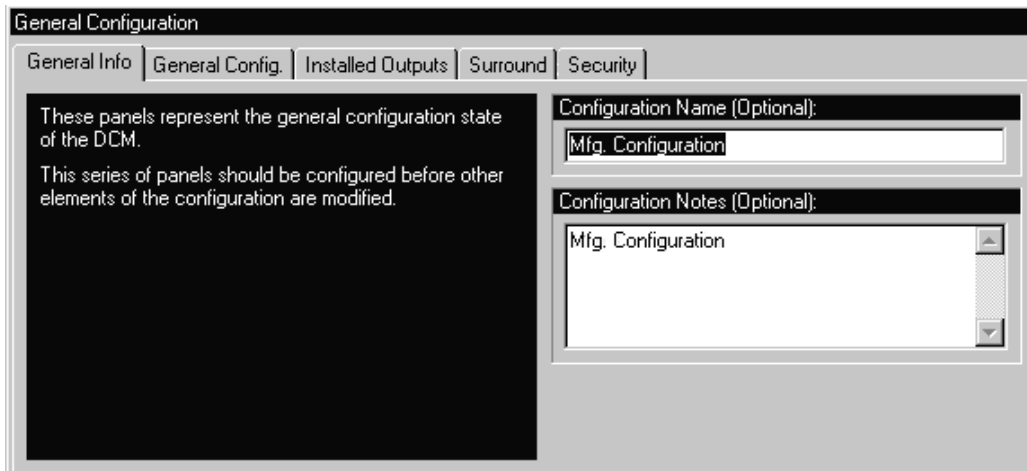 General Configuration
General Info
General Config.
Installed Outputs
Surround
Security
These panels represent the general configuration state
of the DCM.
This series of panels should be configured before other
elements of the configuration are modified.
Configuration Name (Optional):
Mfg. Configuration
Configuration Notes (Optional):
Mfg. Configuration